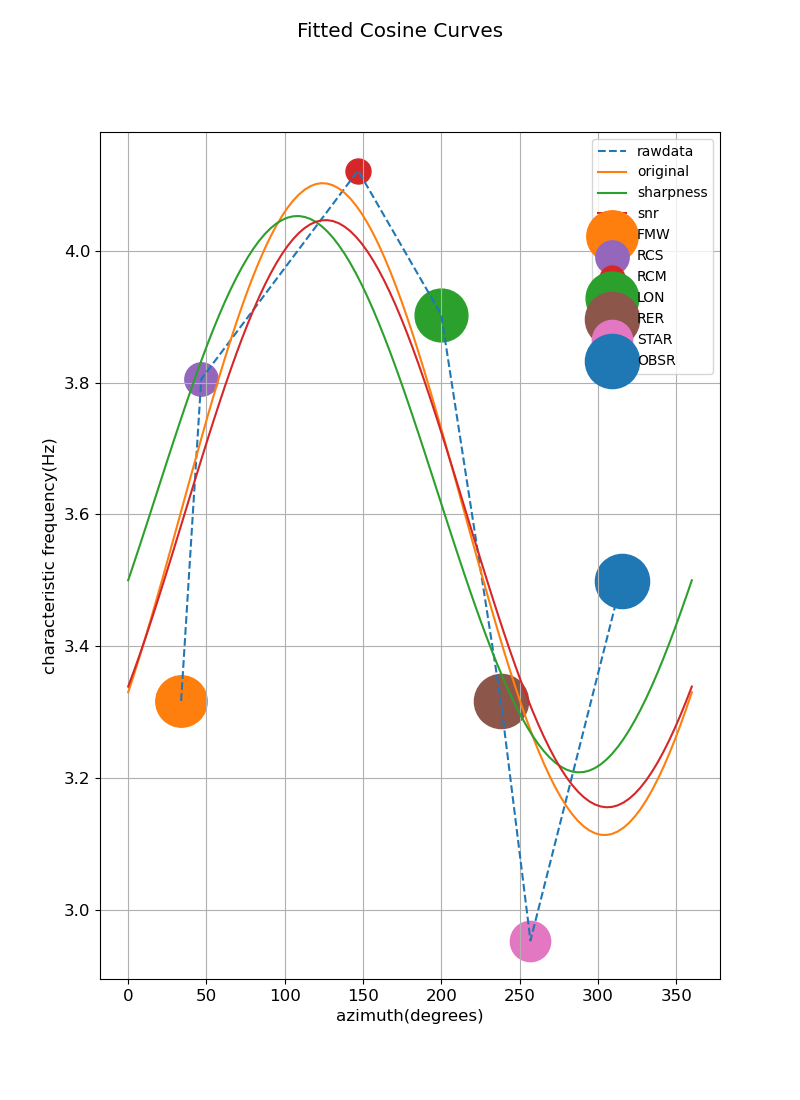 Fitted Cosine Curves
rawdata
original
sharpness
snr
FMW
RCS
RCM
LON
RER
STAR
OBSR
characteristic frequency(Hz)
4.0
3.8
3.6
3.4
3.2
3.0
0 50 100 150 200 250 300 350
azimuth(degrees)